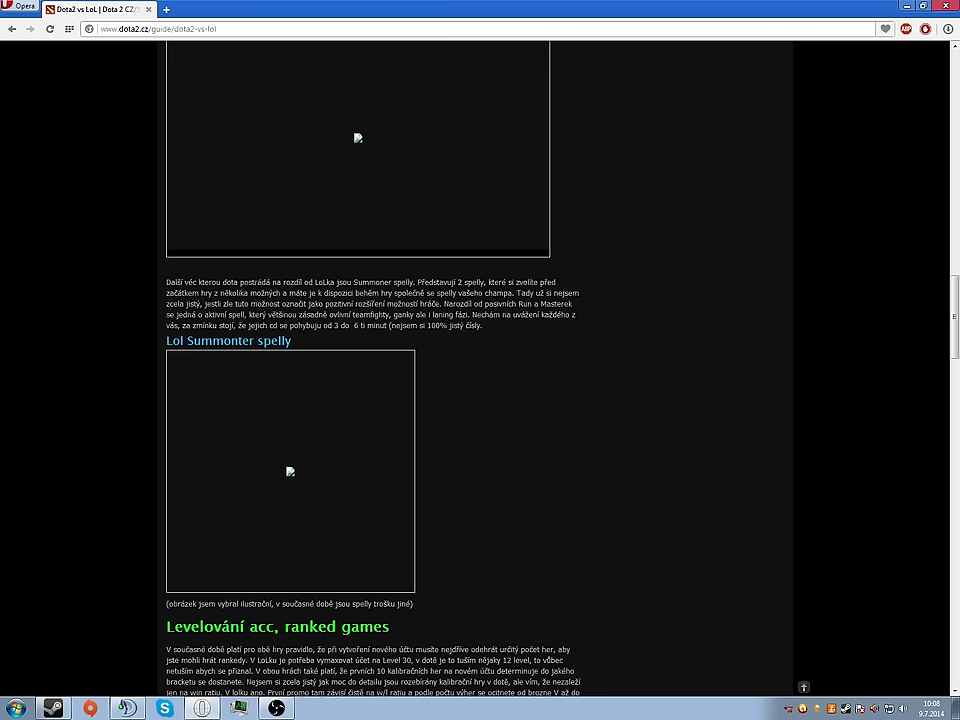 Opera
Dota2 vs LoL | Dota 2 CZ/
www.dota2.cz/guide/dota2-vs-lol
ABP
Další věc kterou dota postrádá na rozdíl od LoLka jsou Summoner spelly. Představují 2 spelly, které si zvolíte před
začátkem hry z několika možných a máte je k dispozici během hry společně se spelly vašeho champa. Tady už si nejsem
zcela jistý, jestli zle tuto možnost označit jako pozitivní rozšíření možností hráče. Narozdíl od pasivních Run a Masterek
se jedná o aktivní spell, který většinou zásadně ovlivní teamfighty, ganky ale i laning fázi. Nechám na uvážení každého z
vás, za zmínku stojí, že jejich cd se pohybuju od 3 do  6 ti minut (nejsem si 100% jistý čísly.
Lol Summonter spelly
(obrázek jsem vybral ilustrační, v současné době jsou spelly trošku jiné)
Levelování acc, ranked games
V současné době platí pro obě hry pravidlo, že při vytvoření nového účtu musíte nejdříve odehrát určitý počet her, aby
jste mohli hrát rankedy. V LoLku je potřeba vymaxovat účet na Level 30, v dotě je to tuším nějaky 12 level, to vůbec
netuším abych se přiznal. V obou hrách také platí, že prvních 10 kalibračních her na novém účtu determinuje do jakého
bracketu se dostanete. Nejsem si zcela jistý jak moc do detailu jsou rozebírány kalibrační hry v dotě, ale vím, že nezaleží
jen na win ratiu. V lolku ano. První promo tam závisí čistě na w/l ratiu a podle počtu výher se ocitnete od bronze V až do
10:08
9.7.2014